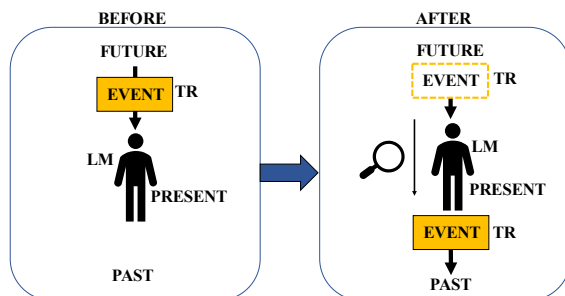 BEFORE
FUTURE
EVENT TR
LM
PRESENT
PAST
AFTER
FUTURE
EVENT TR
LM
PRESENT
EVENT TR
PAST